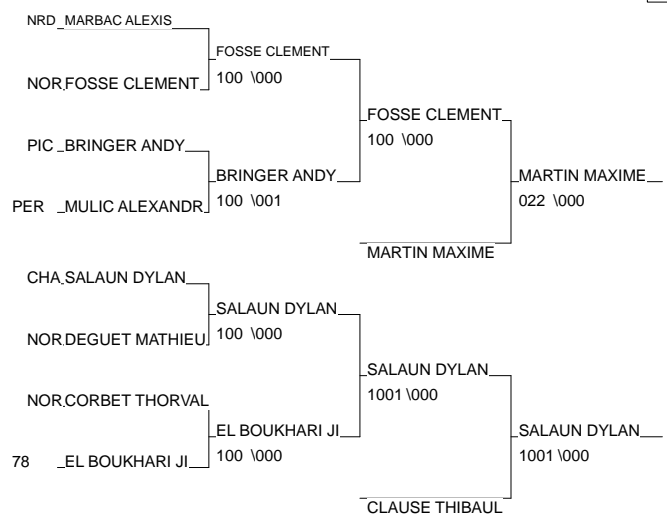 NRD MARBAC ALEXIS
FOSSE CLEMENT
NOR FOSSE CLEMENT
100 \000
FOSSE CLEMENT
100 \000
PIC BRINGER ANDY
BRINGER ANDY
100 \001
PER MULIC ALEXANDR
MARTIN MAXIME
022 \000
MARTIN MAXIME
CHA SALAUN DYLAN
SALAUN DYLAN
100 \000
NOR DEGUET MATHIEU
SALAUN DYLAN
1001 \000
NOR CORBET THORVAL
EL BOUKHARI JI
100 \000
78 EL BOUKHARI JI
SALAUN DYLAN
1001 \000
CLAUSE THIBAUL